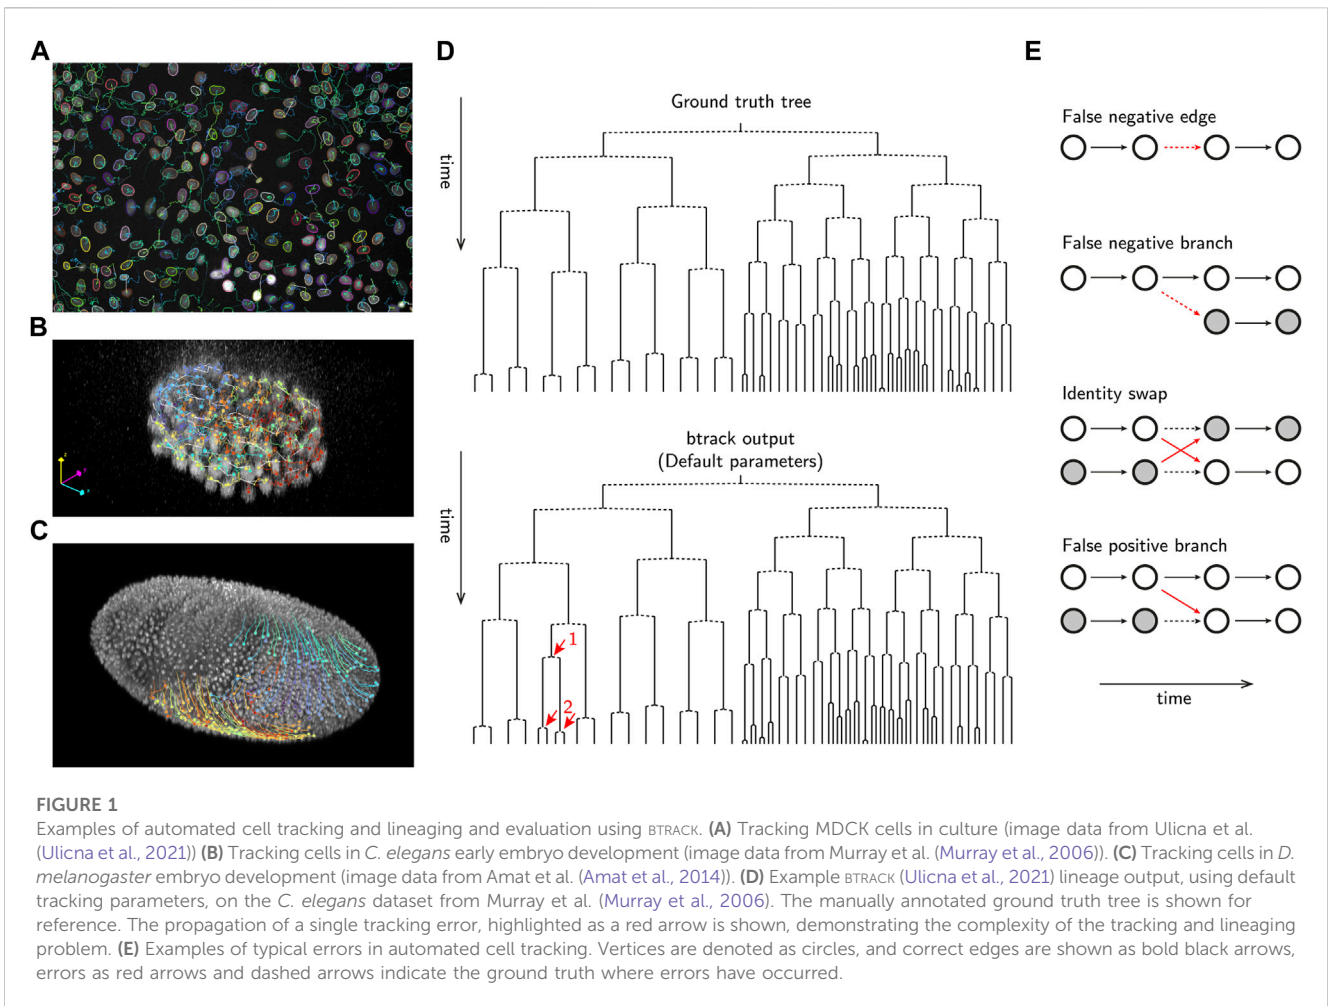 A
B
z
y
x
C
D
Ground truth tree
time
btrack output
(Default parameters)
time
1
2
E
False negative edge
False negative branch
Identity swap
False positive branch
time
FIGURE 1
Examples of automated cell tracking and lineaging and evaluation using BTRACK. (A) Tracking MDCK cells in culture (image data from Ulicna et al.
(Ulicna et al., 2021)) (B) Tracking cells in C. elegans early embryo development (image data from Murray et al. (Murray et al., 2006)). (C) Tracking cells in D.
melanogaster embryo development (image data from Amat et al. (Amat et al., 2014)). (D) Example BTRACK (Ulicna et al., 2021) lineage output, using default
tracking parameters, on the C. elegans dataset from Murray et al. (Murray et al., 2006). The manually annotated ground truth tree is shown for
reference. The propagation of a single tracking error, highlighted as a red arrow is shown, demonstrating the complexity of the tracking and lineaging
problem. (E) Examples of typical errors in automated cell tracking. Vertices are denoted as circles, and correct edges are shown as bold black arrows,
errors as red arrows and dashed arrows indicate the ground truth where errors have occurred.